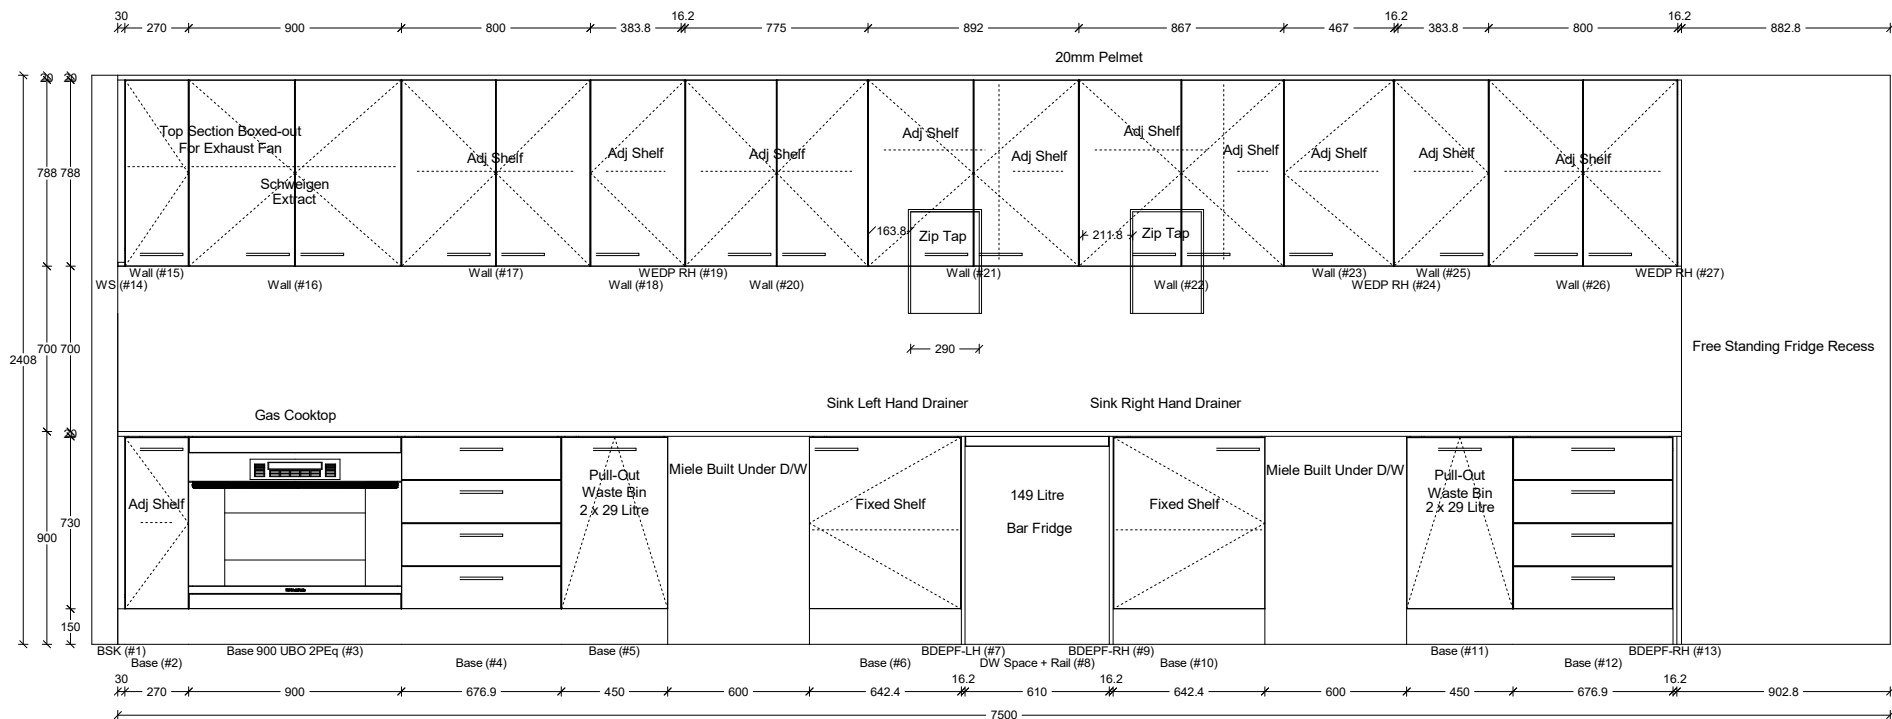 30 16.2 16.2 16.2
270 900 800 383.8 775 892 867 467 383.8 800 882.8
20mm Pelmet
20 20
Top Section Boxed-out
For Exhaust Fan
Schweigen
Extract
Adj Shelf
Adj Shelf
Adj Shelf
Adj Shelf
Adj Shelf
Adj Shelf
Adj Shelf
Adj Shelf
Adj Shelf
Adj Shelf
788 788
163.8 Zip Tap 211.8 Zip Tap
Wall (#15) Wall (#17) WEDP RH (#19) Wall (#21) Wall (#23) Wall (#25) WEDP RH (#27)
WS (#14) Wall (#16) Wall (#18) Wall (#20) Wall (#22) WEDP RH (#24) Wall (#26)
2408 700 700 290 Free Standing Fridge Recess
Gas Cooktop Sink Left Hand Drainer Sink Right Hand Drainer
20
Adj Shelf
Pull-Out
Waste Bin
2 x 29 Litre
Miele Built Under D/W
Fixed Shelf
149 Litre
Bar Fridge
Fixed Shelf
Miele Built Under D/W
Pull-Out
Waste Bin
2 x 29 Litre
730
900
150
BSK (#1) Base 900 UBO 2PEq (#3) Base (#5) BDEPF-LH (#7) BDEPF-RH (#9) Base (#11) BDEPF-RH (#13)
Base (#2) Base (#4) Base (#6) DW Space + Rail (#8) Base (#10) Base (#12)
30 16.2 16.2 16.2
270 900 676.9 450 600 642.4 610 642.4 600 450 676.9 902.8
7500